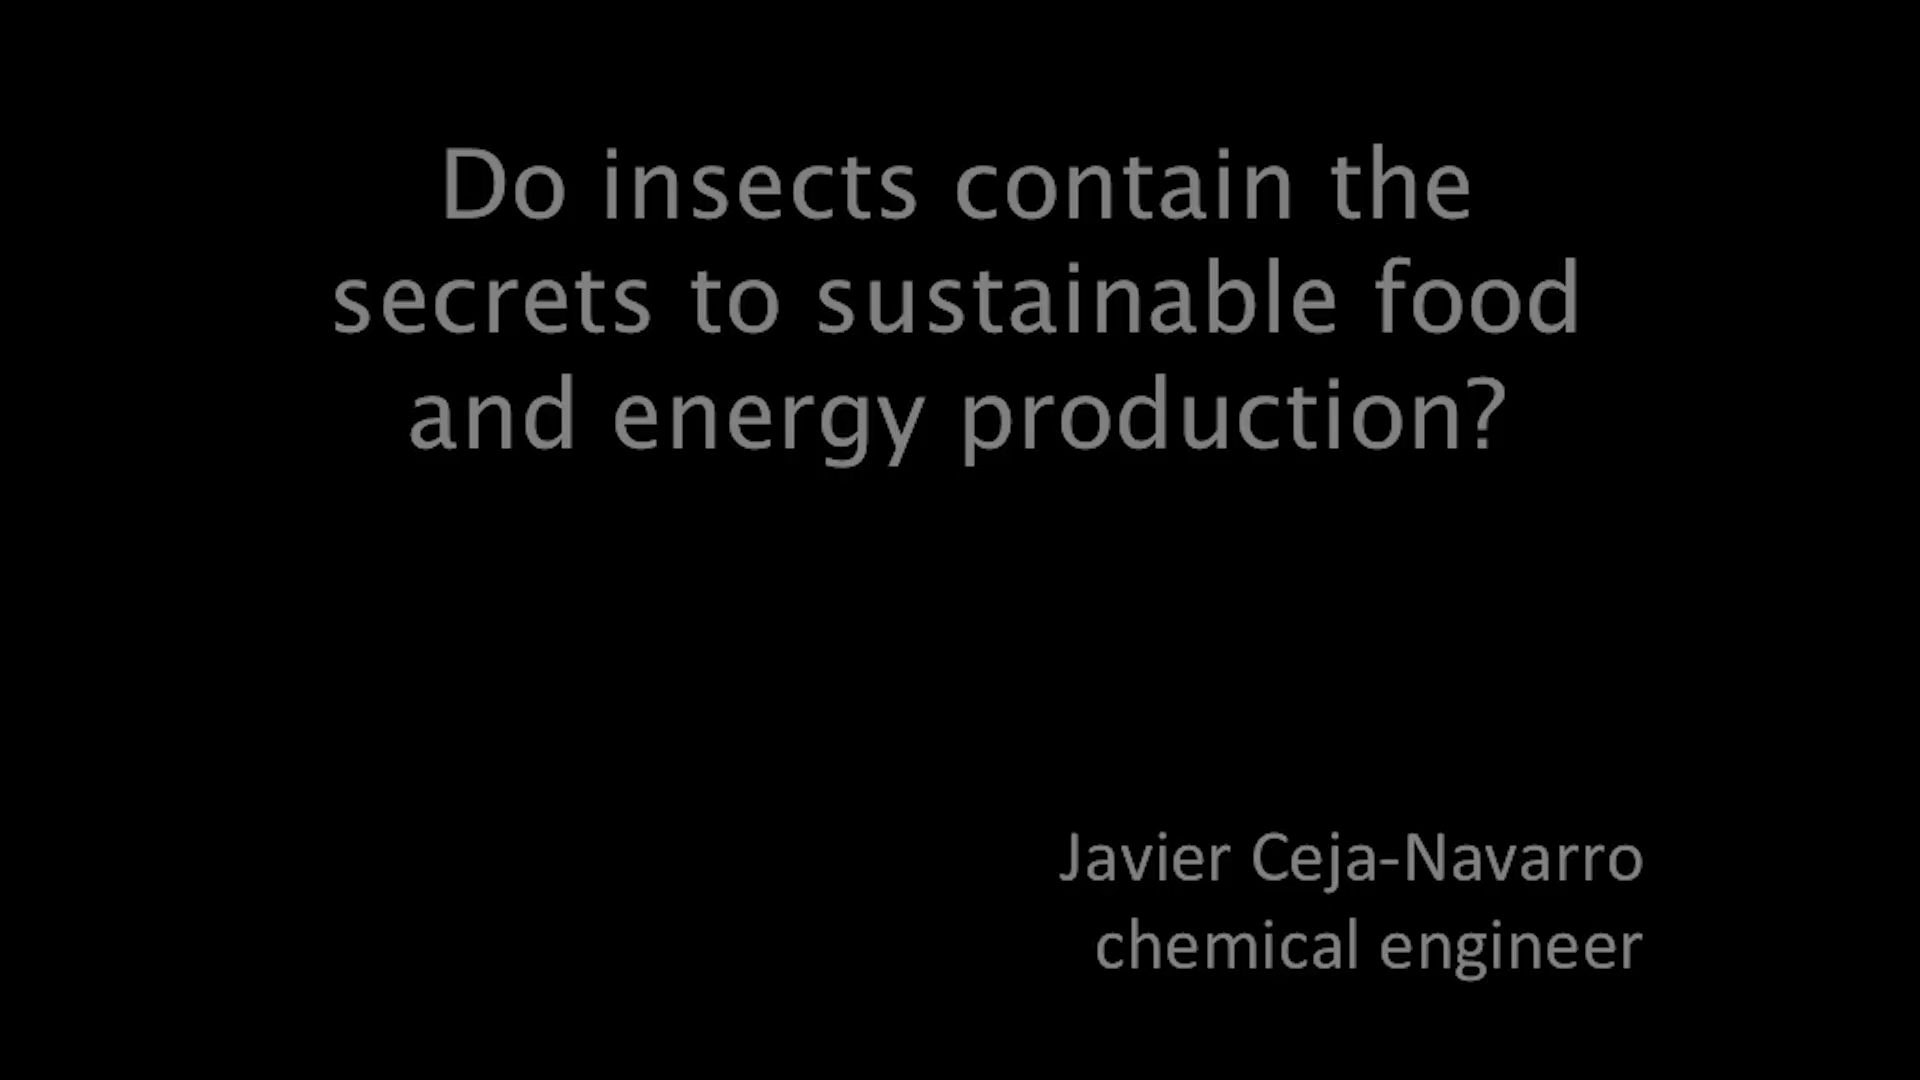 Do insects contain the
secrets to sustainable food
and energy production?
Javier Ceja-Navarro
chemical engineer